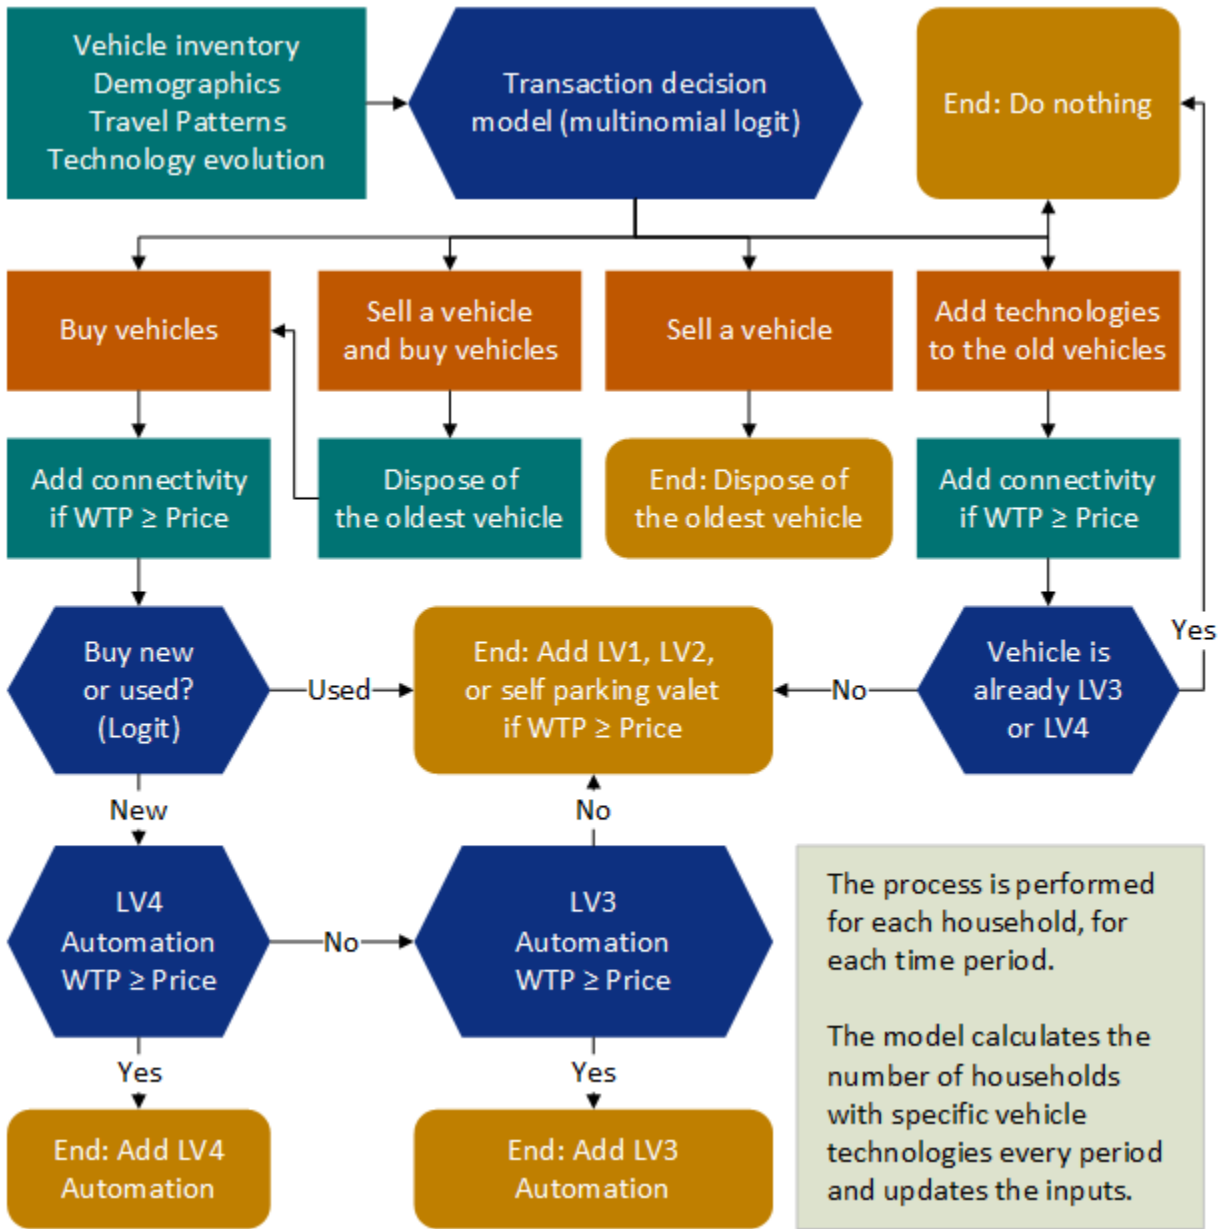 Vehicle inventory
Demographics
Travel Patterns
Technology evolution
Transaction decision
model (multinomial logit)
End: Do nothing
Buy vehicles
Sell a vehicle
and buy vehicles
Sell a vehicle
Add technologies
to the old vehicles
Add connectivity
if WTP ≥ Price
Dispose of
the oldest vehicle
End: Dispose of
the oldest vehicle
Add connectivity
if WTP ≥ Price
Buy new
or used?
(Logit)
Used
End: Add LV1, LV2,
or self parking valet
if WTP ≥ Price
No
Vehicle is
already LV3
or LV4
Yes
New
No
LV4
Automation
WTP ≥ Price
No
LV3
Automation
WTP ≥ Price
Yes
Yes
End: Add LV4
Automation
End: Add LV3
Automation
The process is performed
for each household, for
each time period.
The model calculates the
number of households
with specific vehicle
technologies every period
and updates the inputs.